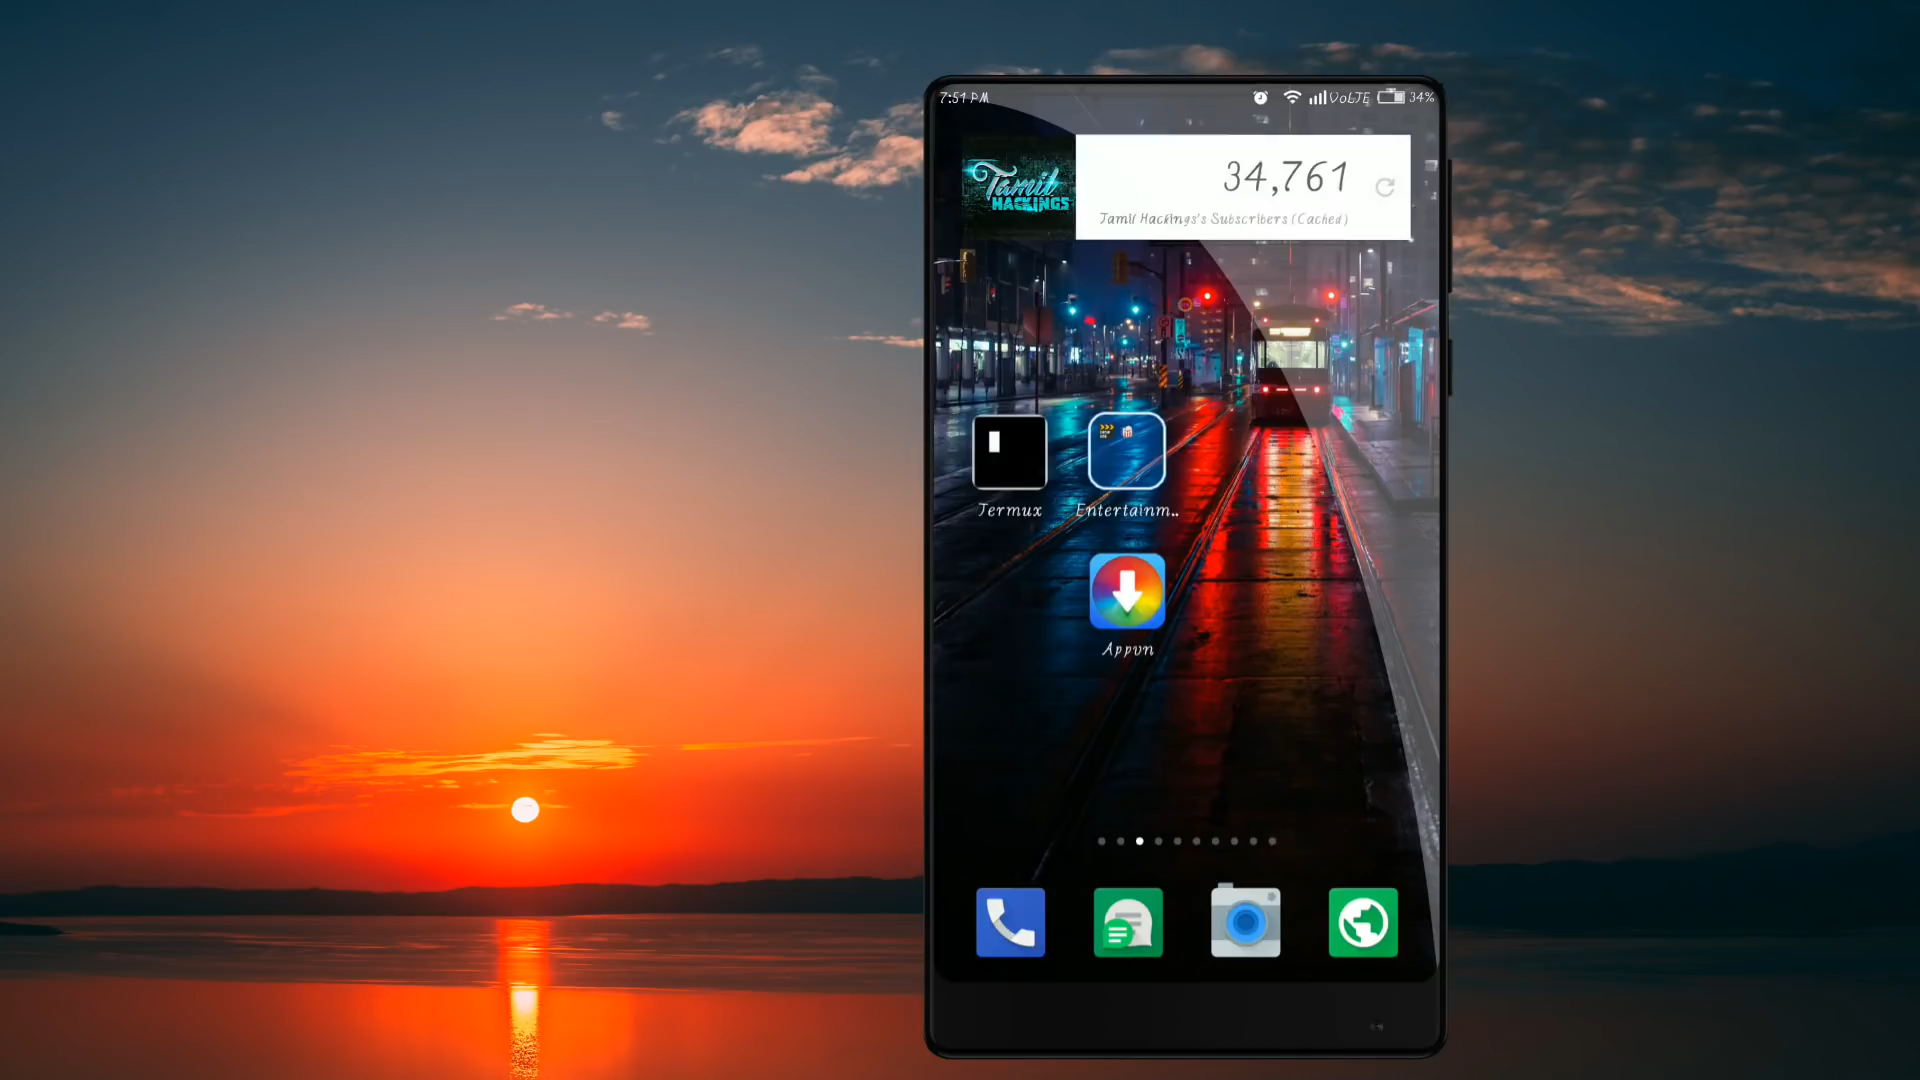 7:51 PM
VoLTE 34%
Tamil
HACKINGS
34,761
Tamil Hackings's Subscribers (Cached)
Termux
Entertainm..
Appvn